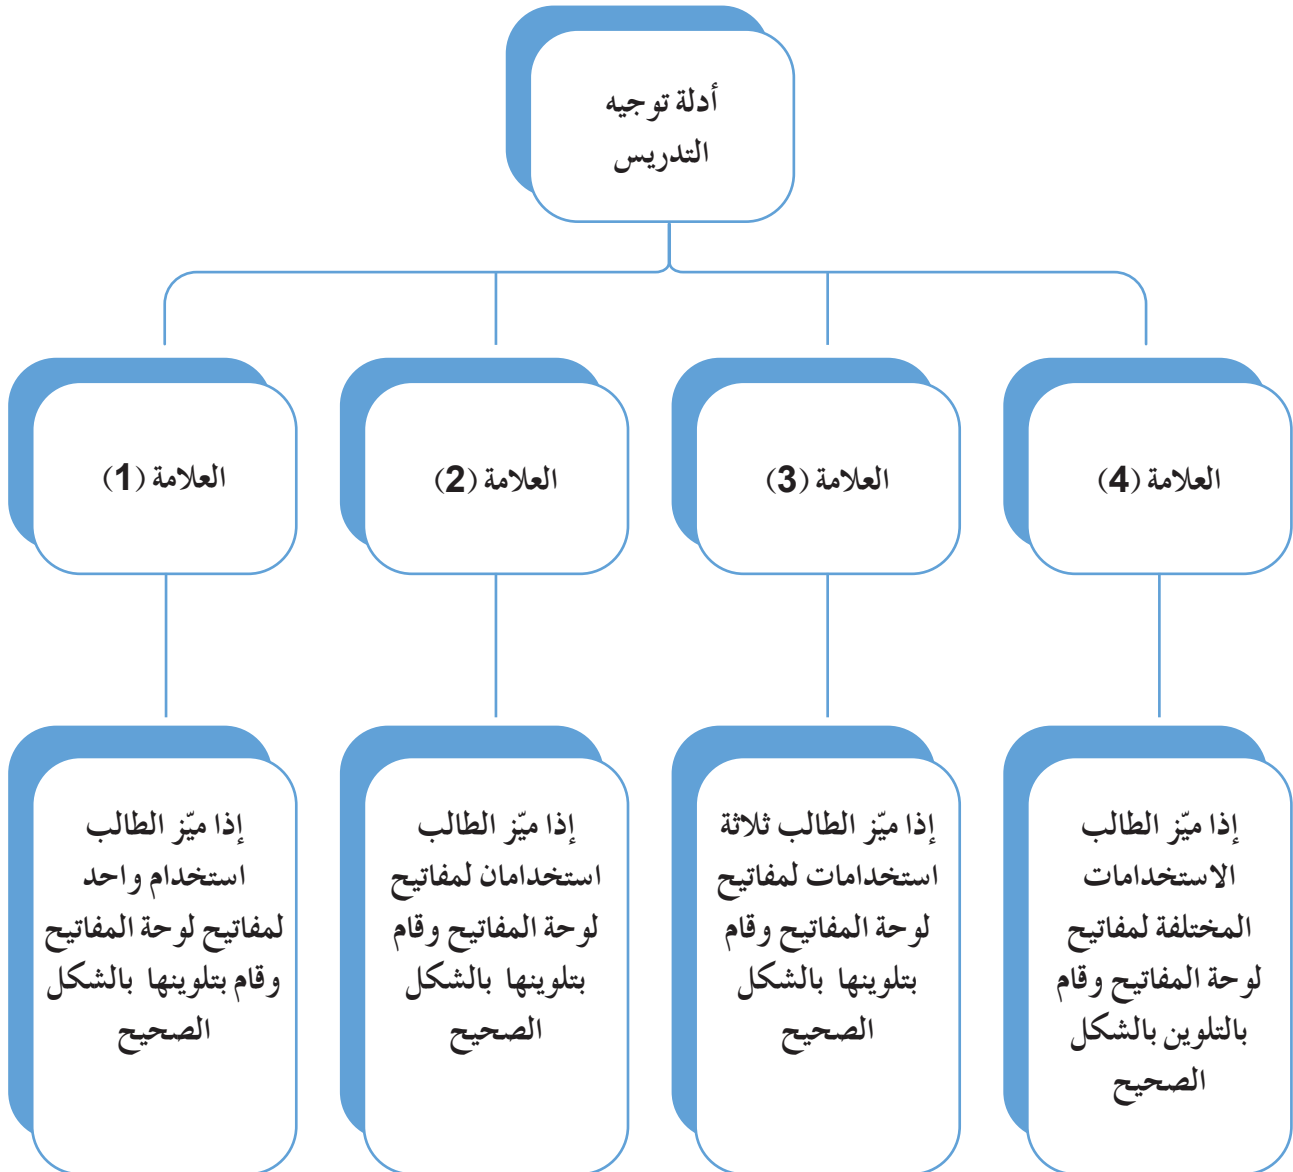 أدلة توجيه
التدريس
العلامة (4)
العلامة (3)
العلامة (2)
العلامة (1)
إذا ميّز الطالب
الاستخدامات
المختلفة لمفاتيح
لوحة المفاتيح وقام
بالتلوين بالشكل
الصحيح
إذا ميّز الطالب ثلاثة
استخدامات لمفاتيح
لوحة المفاتيح وقام
بتلوينها بالشكل
الصحيح
إذا ميّز الطالب
استخدامان لمفاتيح
لوحة المفاتيح وقام
بتلوينها بالشكل
الصحيح
إذا ميّز الطالب
استخدام واحد
لمفاتيح لوحة المفاتيح
وقام بتلوينها بالشكل
الصحيح